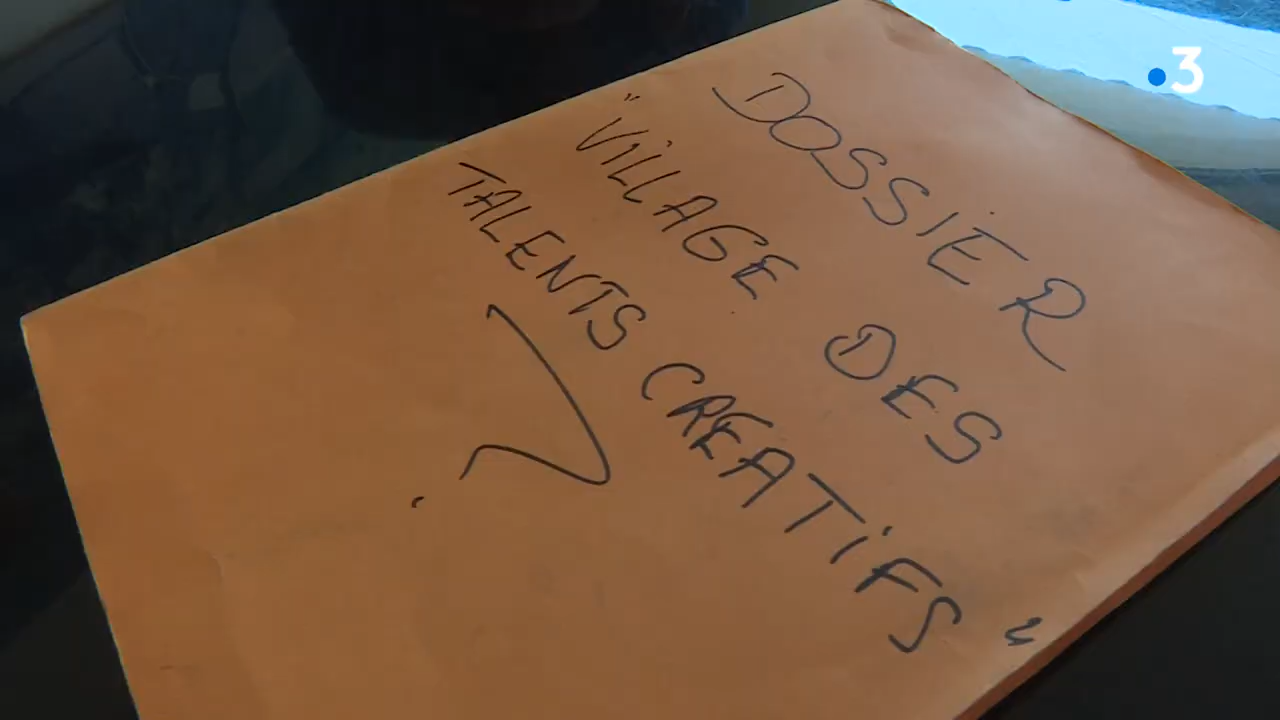 DOSSIER
"ViLLAGE DES
TALENTS CREATiFS"
?
3